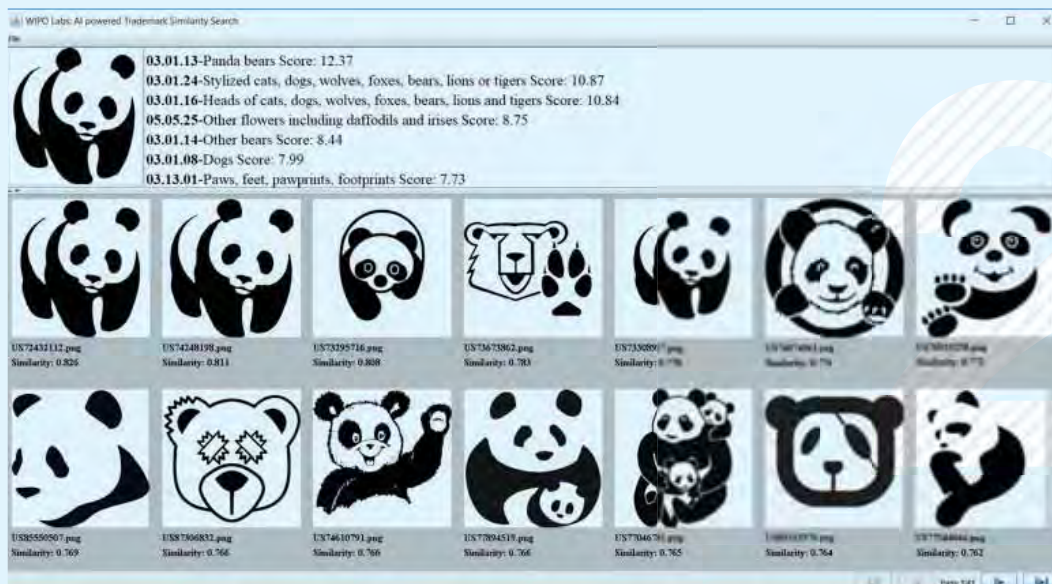 WIPO Labs: AI powered Trademark Similarity Search
File
03.01.13-Panda bears Score: 12.37
03.01.24-Stylized cats, dogs, wolves, foxes, bears, lions or tigers Score: 10.87
03.01.16-Heads of cats, dogs, wolves, foxes, bears, lions and tigers Score: 10.84
05.05.25-Other flowers including daffodils and irises Score: 8.75
03.01.14-Other bears Score: 8.44
03.01.08-Dogs Score: 7.99
03.13.01-Paws, feet, pawprints, footprints Score: 7.73
US72432112.png
Similarity: 0.826
US74248198.png
Similarity: 0.811
US73295716.png
Similarity: 0.808
US73673862.png
Similarity: 0.783
Similarity:
Similarity:
Similarity:
US85550507.png
Similarity: 0.769
US87306832.png
Similarity: 0.766
US74610791.png
Similarity: 0.766
US77894515.png
Similarity: 0.766
Similarity: 0.765
Similarity: 0.764
Similarity: 0.762